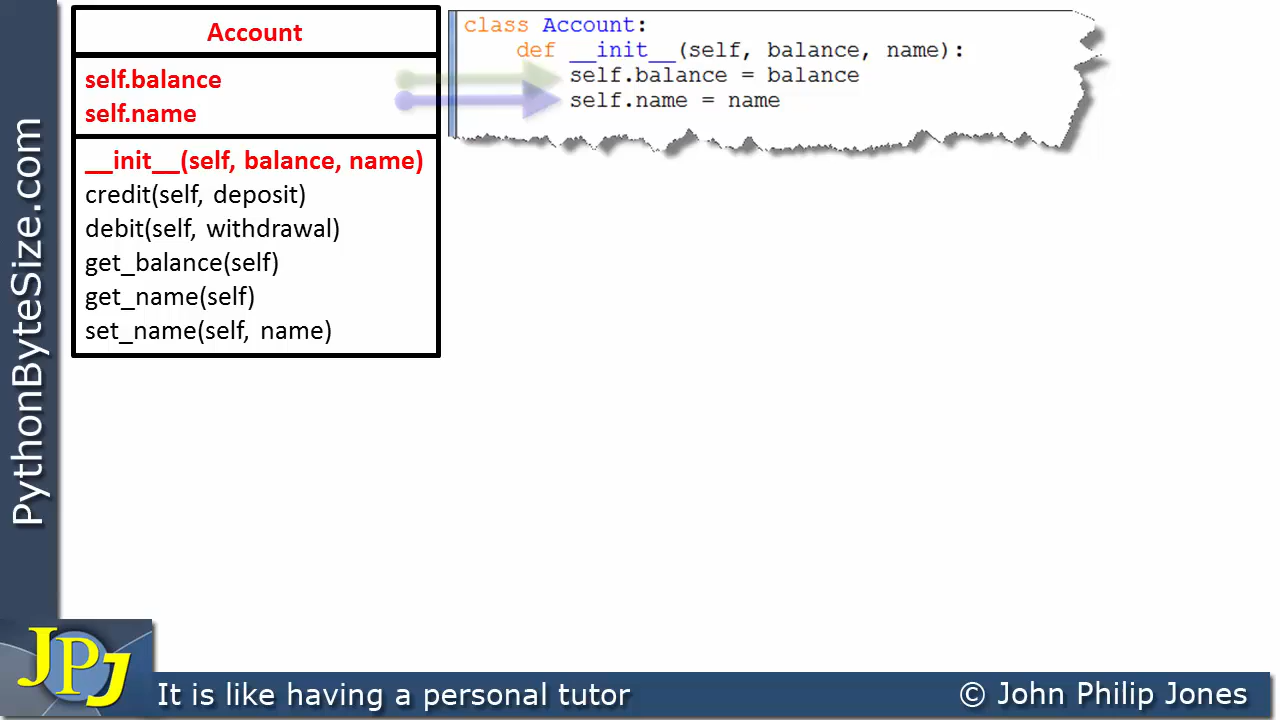 PythonByteSize.com
Account
self.balance
self.name
__init__(self, balance, name)
credit(self, deposit)
debit(self, withdrawal)
get_balance(self)
get_name(self)
set_name(self, name)
class Account:
    def __init__(self, balance, name):
        self.balance = balance
        self.name = name
JPJ
It is like having a personal tutor
© John Philip Jones